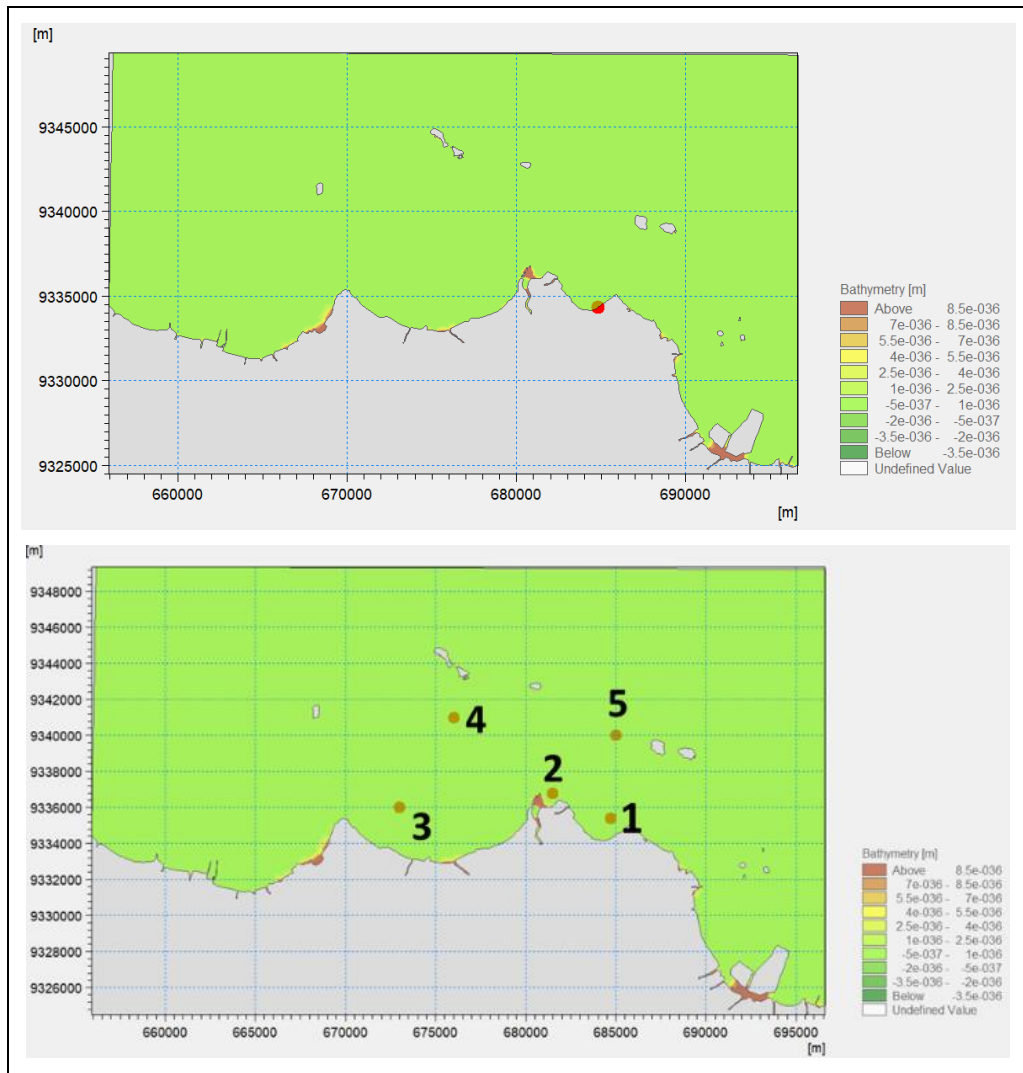 [m]
9345000
9340000
9335000
9330000
9325000
660000 670000 680000 690000
[m]
Bathymetry [m]
Above 8.5e-036
7e-036 - 8.5e-036
5.5e-036 - 7e-036
4e-036 - 5.5e-036
2.5e-036 - 4e-036
1e-036 - 2.5e-036
-5e-037 - 1e-036
-2e-036 - -5e-037
-3.5e-036 - -2e-036
Below -3.5e-036
Undefined Value
[m]
9348000
9346000
9344000
9342000
9340000
9338000
9336000
9334000
9332000
9330000
9328000
9326000
5
4
2
3
1
660000 665000 670000 675000 680000 685000 690000 695000
[m]
Bathymetry [m]
Above 8.5e-036
7e-036 - 8.5e-036
5.5e-036 - 7e-036
4e-036 - 5.5e-036
2.5e-036 - 4e-036
1e-036 - 2.5e-036
-5e-037 - 1e-036
-2e-036 - -5e-037
-3.5e-036 - -2e-036
Below -3.5e-036
Undefined Value